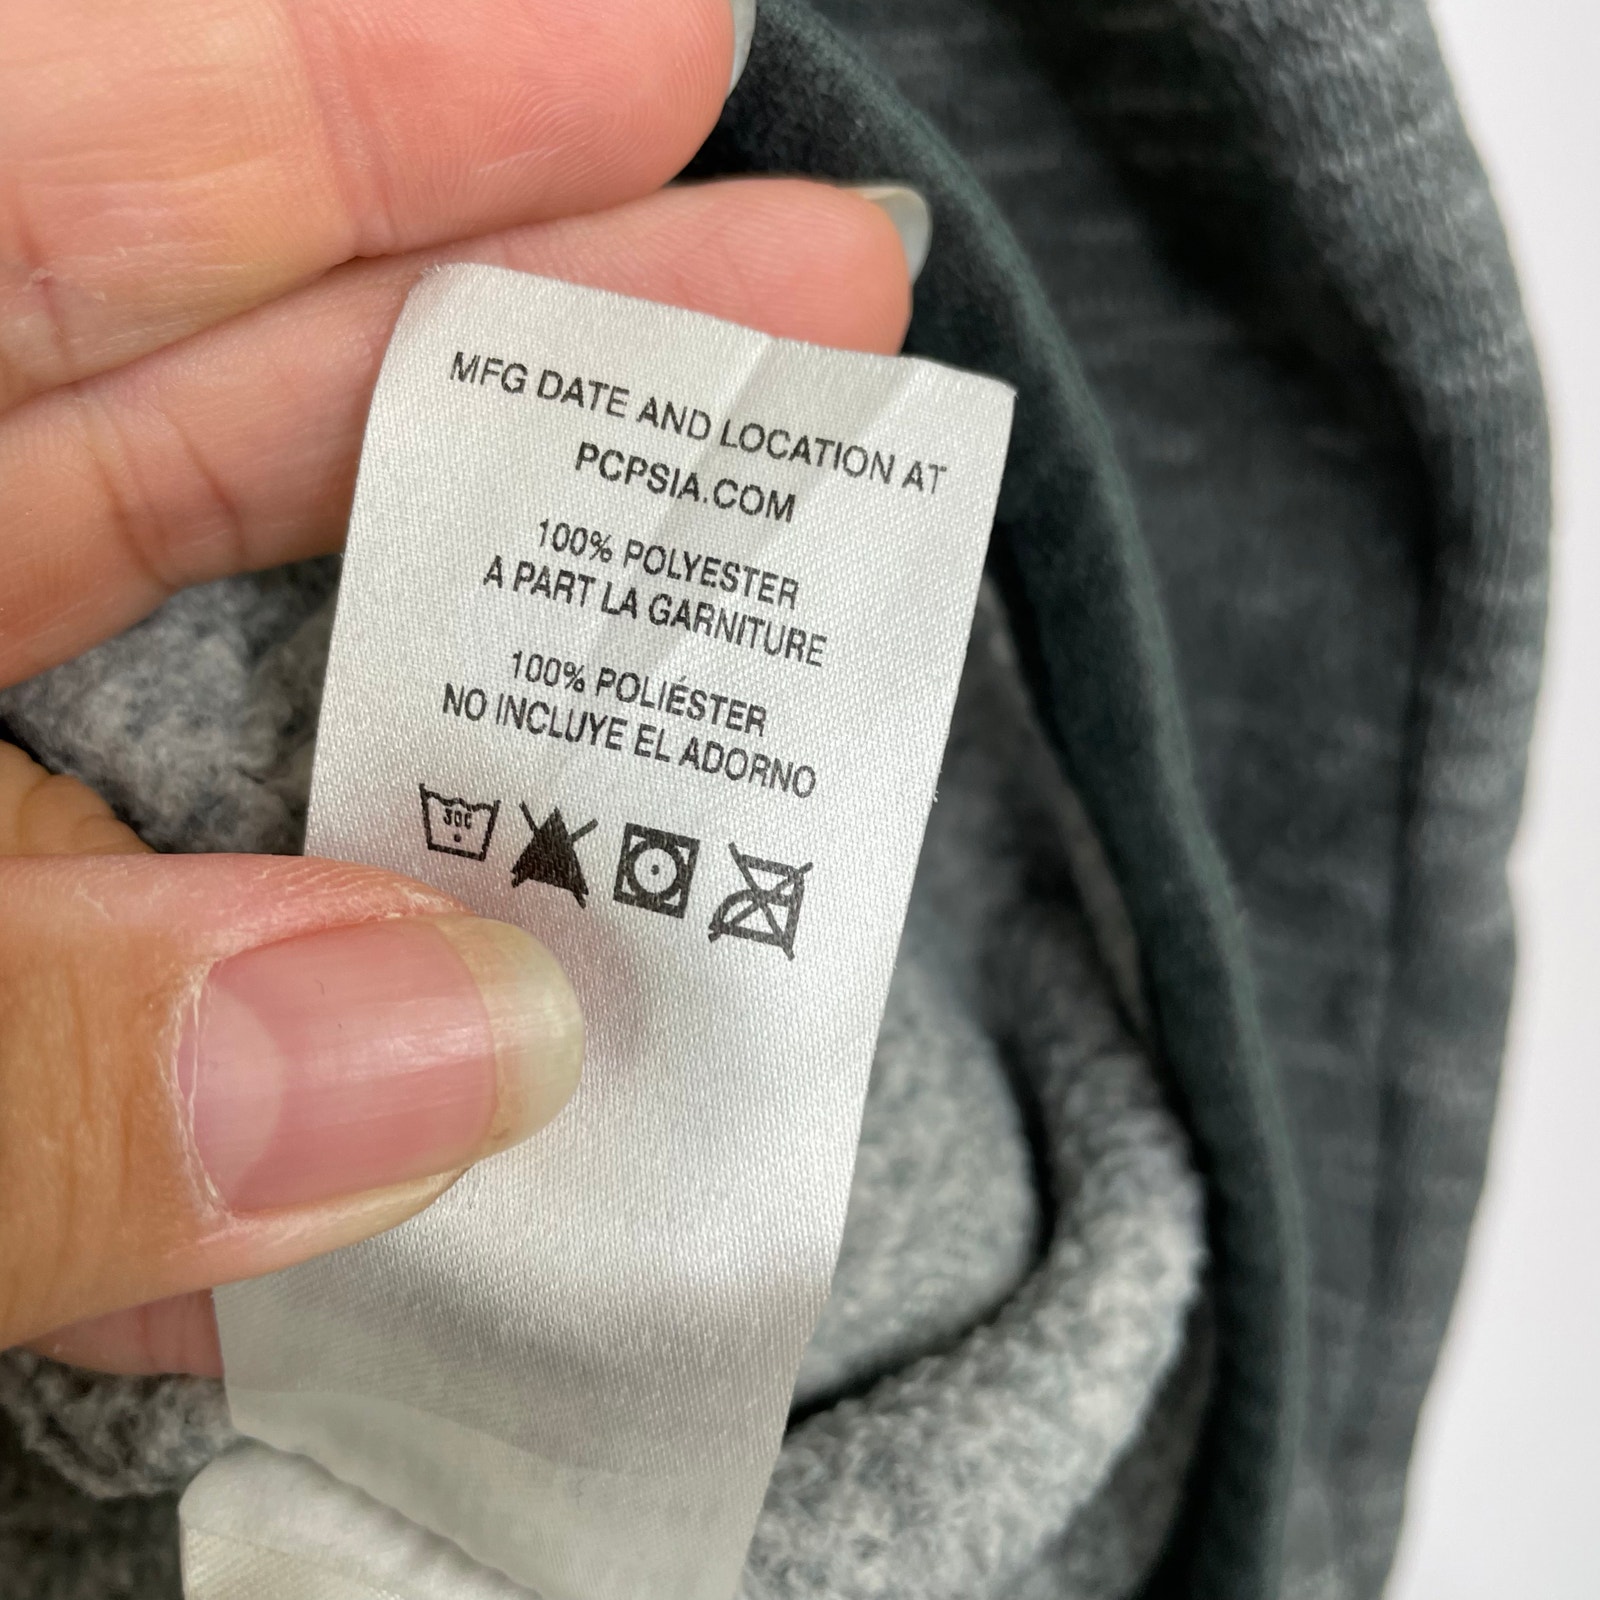 MFG DATE AND LOCATION AT
PCPSIA.COM
100% POLYESTER
A PART LA GARNITURE
100% POLIÉSTER
NO INCLUYE EL ADORNO
30C